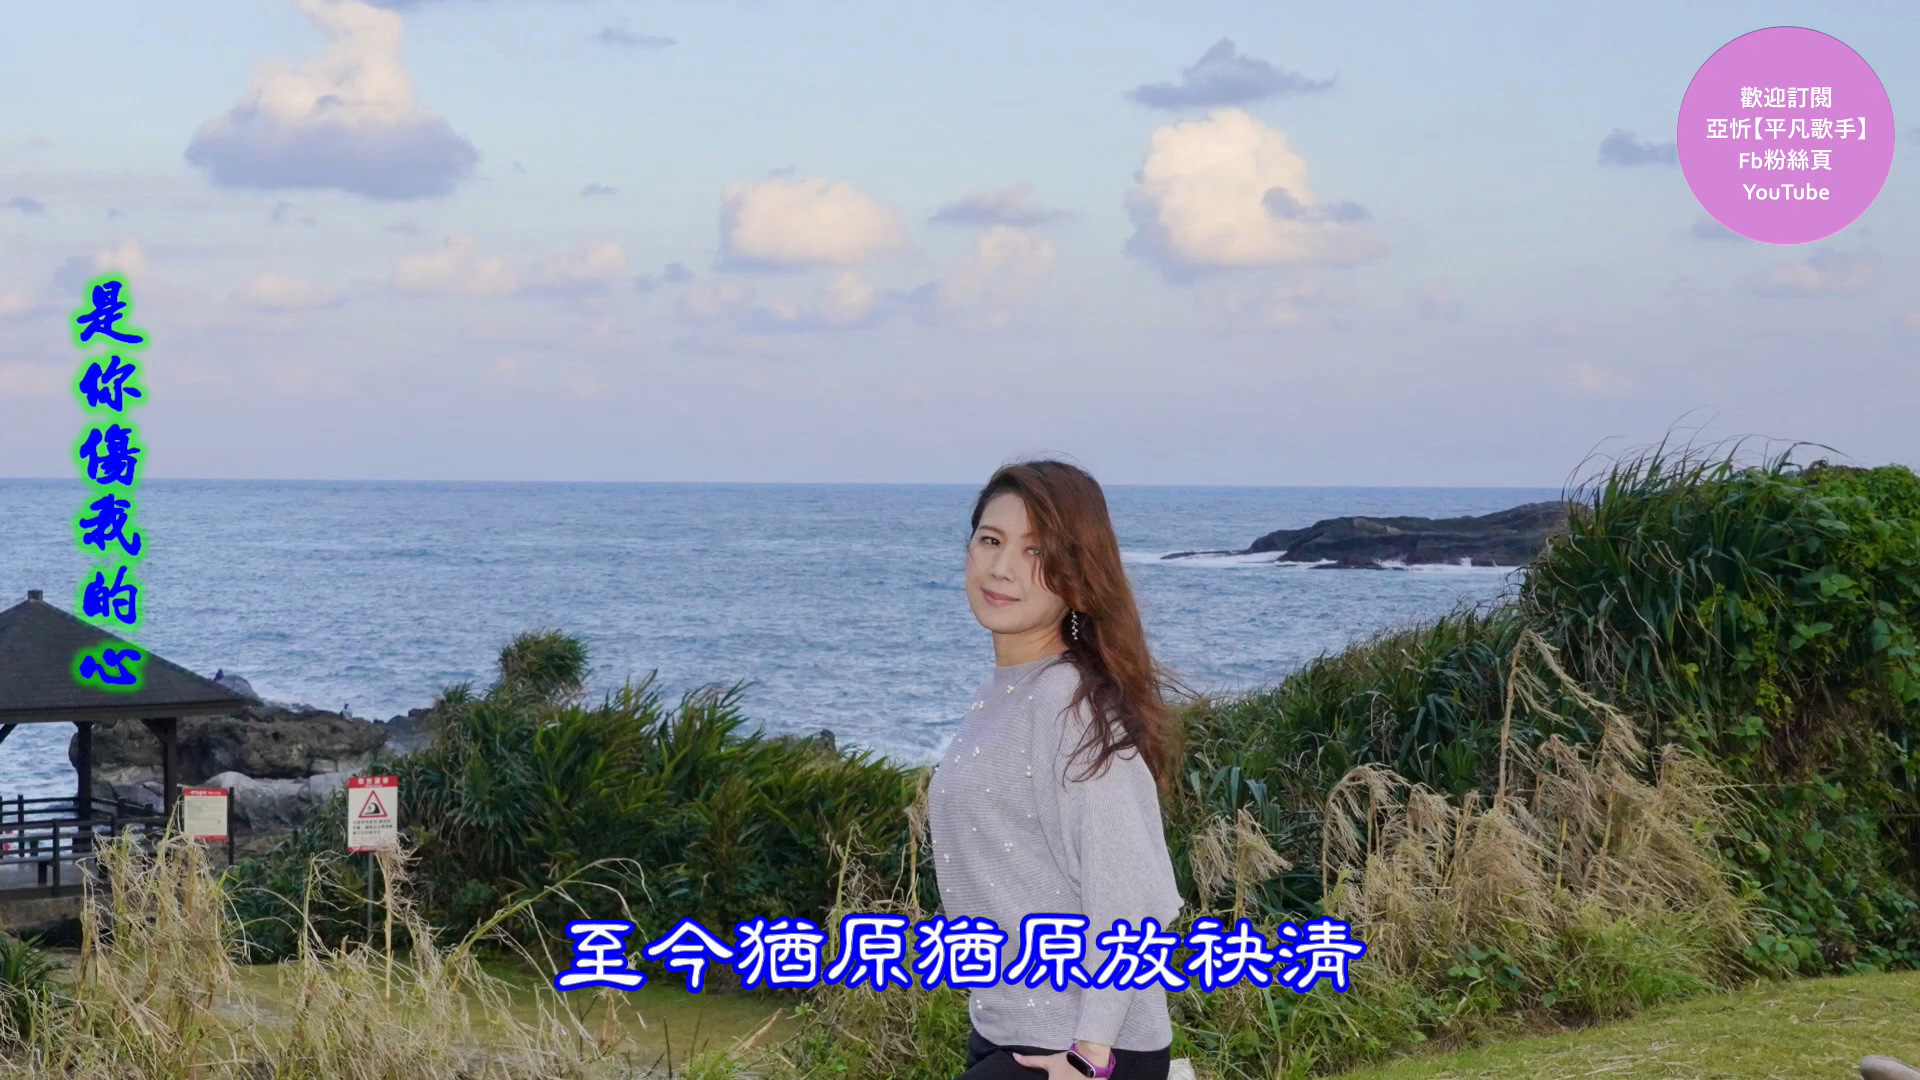 歡迎訂閱
亞忻【平凡歌手】
Fb粉絲頁
YouTube
是你傷我的心
至今猶原猶原放袂清